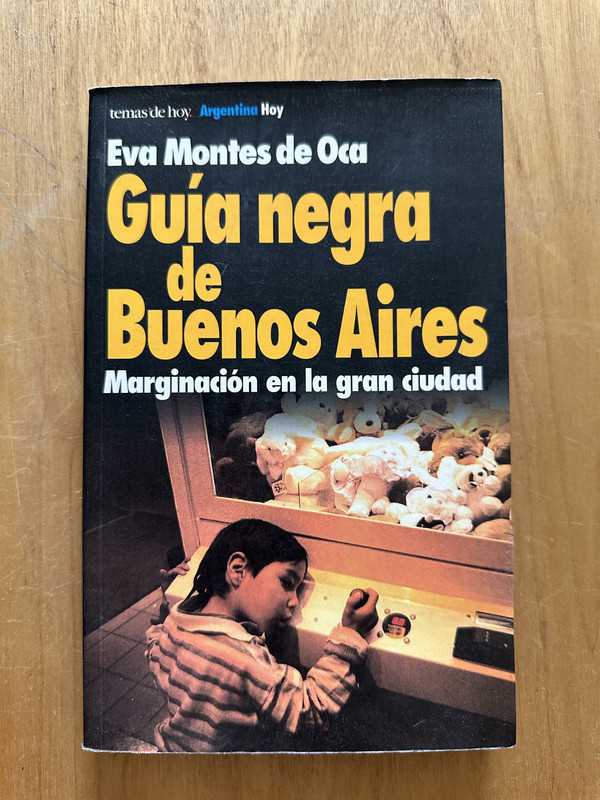 temas de hoy. Argentina Hoy
Eva Montes de Oca
Guía negra
de
Buenos Aires
Marginación en la gran ciudad